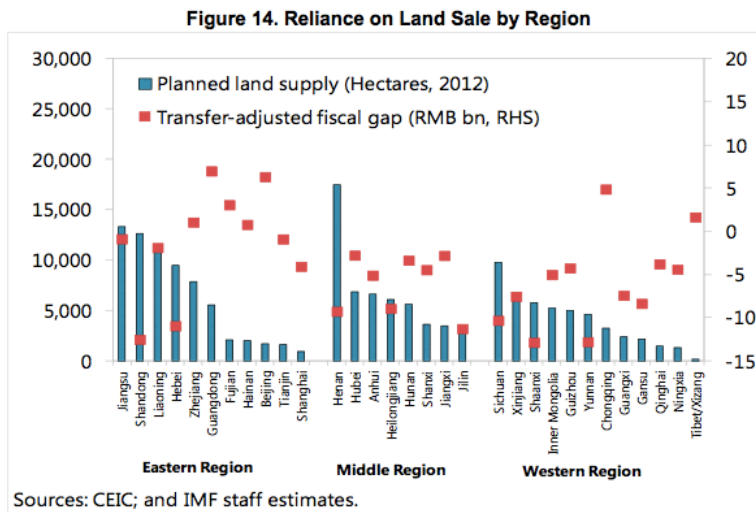 Figure 14. Reliance on Land Sale by Region
30,000
25,000
20,000
15,000
10,000
5,000
0
Planned land supply (Hectares, 2012)
Transfer-adjusted fiscal gap (RMB bn, RHS)
20
15
10
5
0
-5
-10
-15
Jiangsu
Shandong
Liaoning
Hebei
Zhejiang
Guangdong
Fujian
Hainan
Beijing
Tianjin
Shanghai
Henan
Hubei
Anhui
Heilongjiang
Hunan
Shanxi
Jiangxi
Jilin
Sichuan
Xinjiang
Shaanxi
Inner Mongolia
Guizhou
Yunnan
Chongqing
Guangxi
Gansu
Qinghai
Ningxia
Tibet/Xizang
Eastern Region
Middle Region
Western Region
Sources: CEIC; and IMF staff estimates.